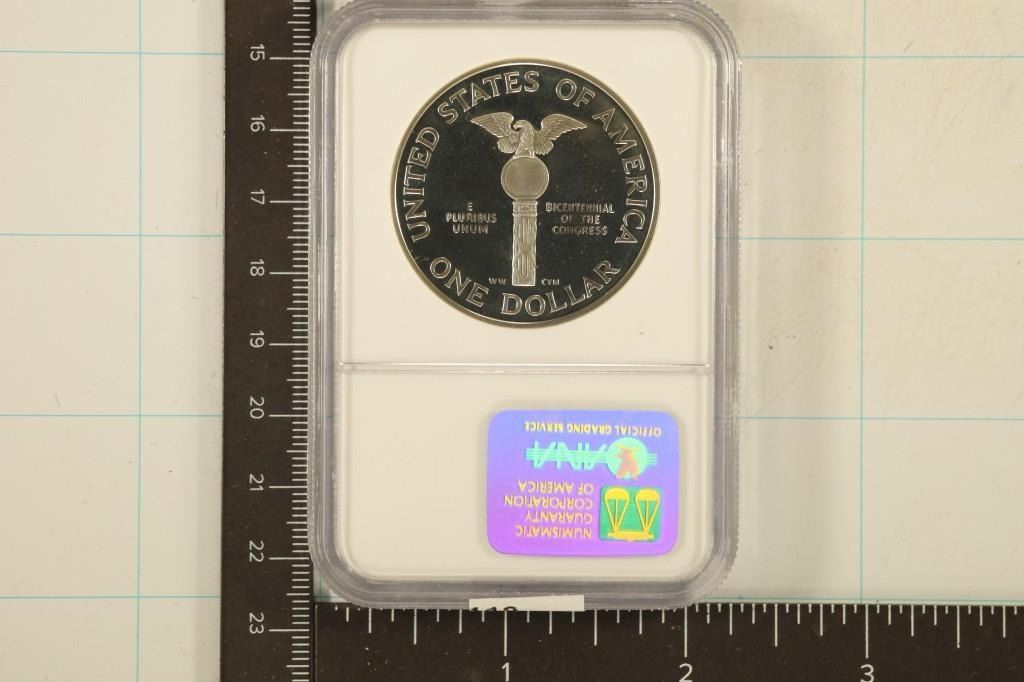 UNITED STATES OF AMERICA
E
PLURIBUS
UNUM
BICENTENNIAL
OF THE
CONGRESS
WW
CYM
ONE DOLLAR
NUMISMATIC
GUARANTY
CORPORATION
OF AMERICA
ANA
OFFICIAL GRADING SERVICE
15
16
17
18
19
20
21
22
23
1
2
3